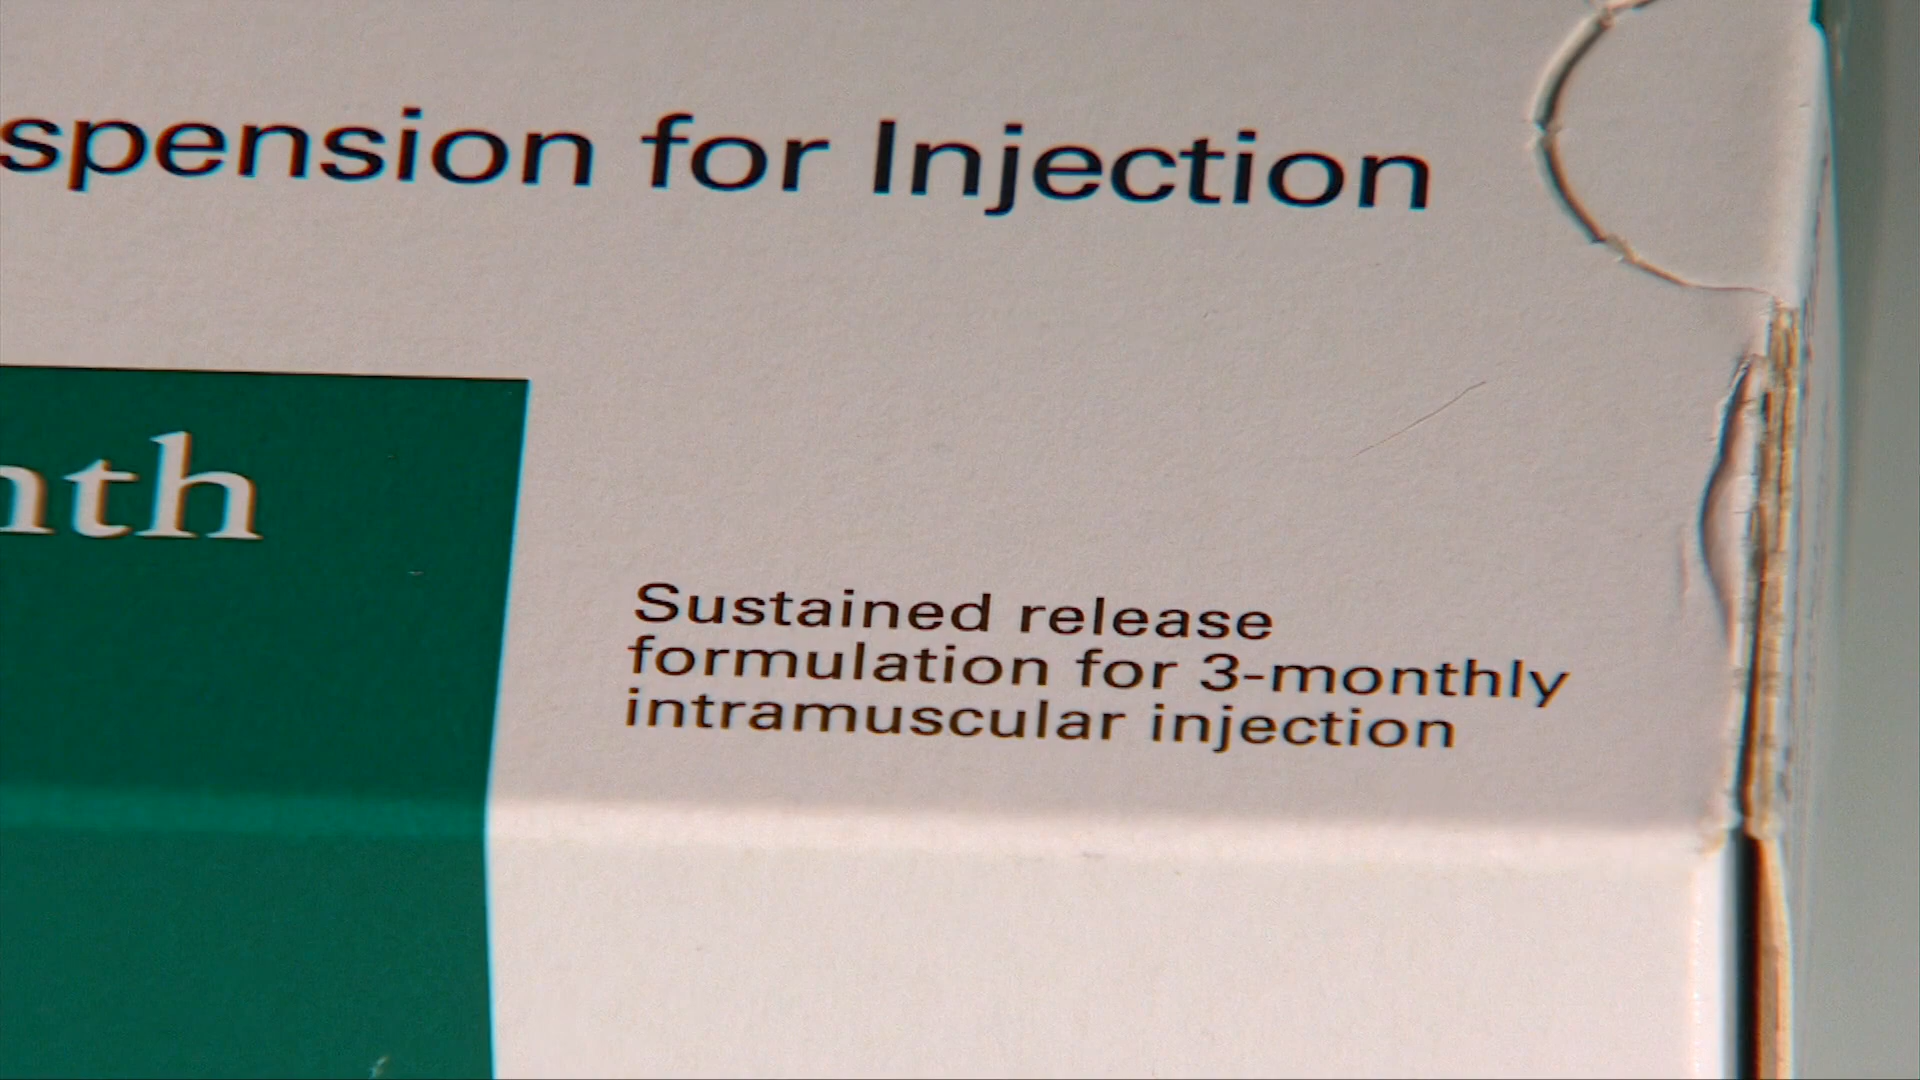 spension for Injection
nth
Sustained release
formulation for 3-monthly
intramuscular injection